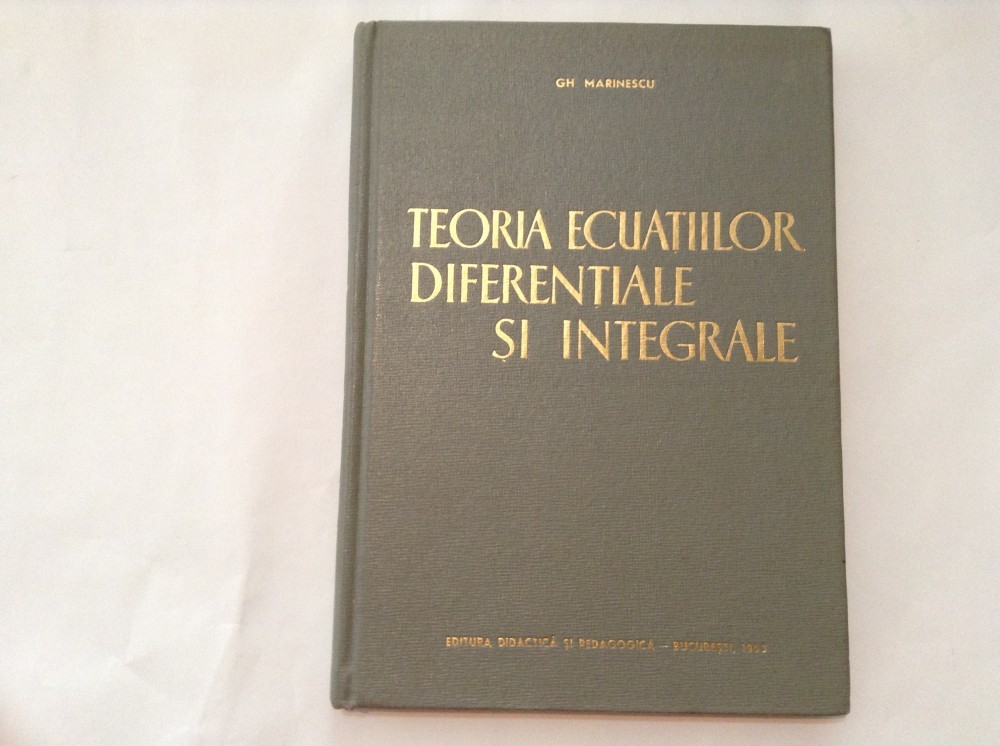 GH MARINESCU
TEORIA ECUAȚIILOR
DIFERENȚIALE
ȘI INTEGRALE
EDITURA DIDACTICĂ ȘI PEDAGOGICĂ – BUCUREȘTI,